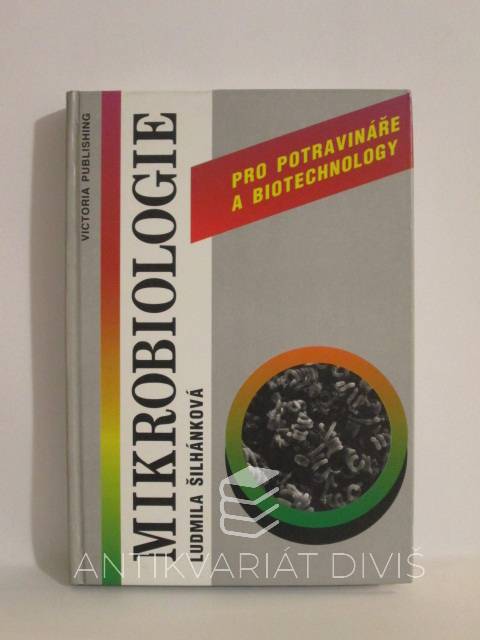 VICTORIA PUBLISHING
MIKROBIOLOGIE
LUDMILA ŠILHÁNKOVÁ
PRO POTRAVINÁŘE
A BIOTECHNOLOGY
ANTIKVARIÁT DIVIŠ